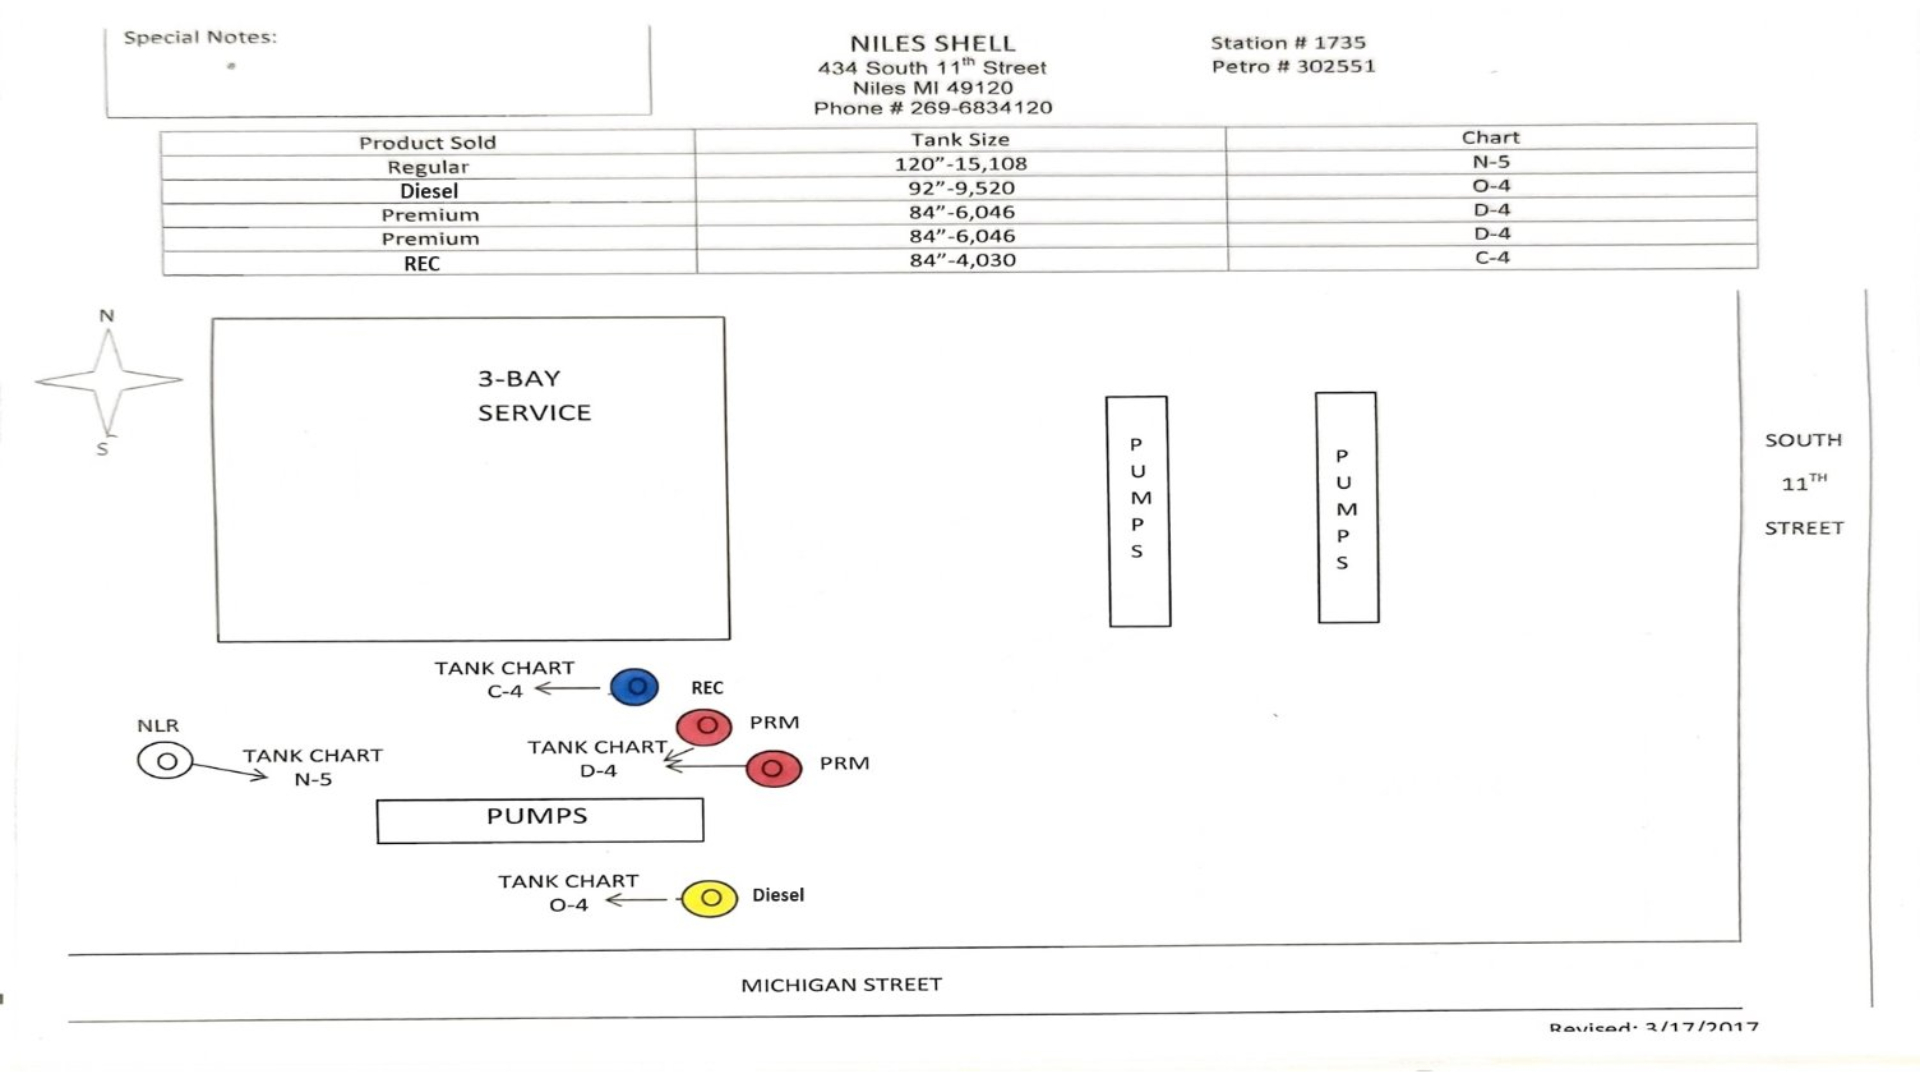 Special Notes:
NILES SHELL
434 South 11th Street
Niles MI 49120
Phone # 269-6834120
Station # 1735
Petro # 302551
Product Sold Tank Size Chart
Regular 120”-15,108 N-5
Diesel 92”-9,520 O-4
Premium 84”-6,046 D-4
Premium 84”-6,046 D-4
REC 84”-4,030 C-4
N
S
3-BAY
SERVICE
PUMPS
PUMPS
SOUTH
11TH
STREET
TANK CHART
C-4
REC
PRM
NLR
TANK CHART
N-5
TANK CHART
D-4
PRM
PUMPS
TANK CHART
O-4
Diesel
MICHIGAN STREET
Revised: 3/17/2017